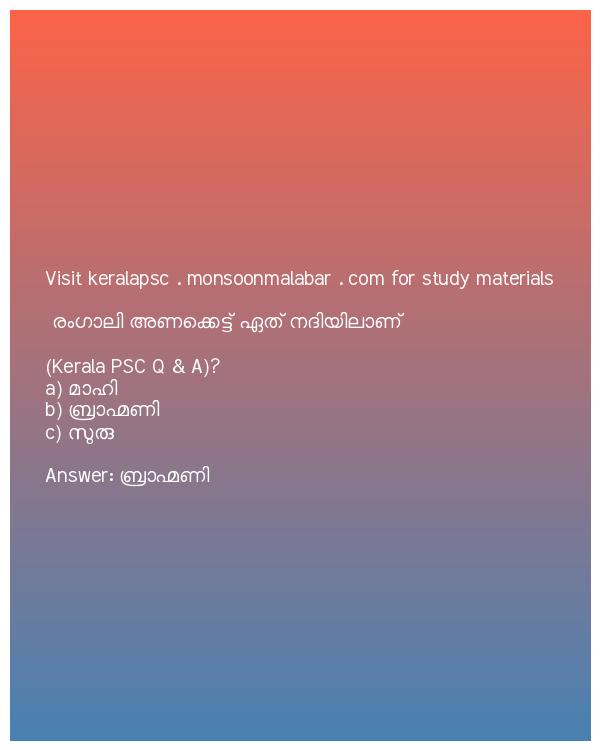 Visit keralapsc . monsoonmalabar . com for study materials
രംഗാലി അണക്കെട്ട് ഏത് നദിയിലാണ്
(Kerala PSC Q & A)?
a) മാഹി
b) ബ്രാഹ്മണി
c) സുരു
Answer: ബ്രാഹ്മണി